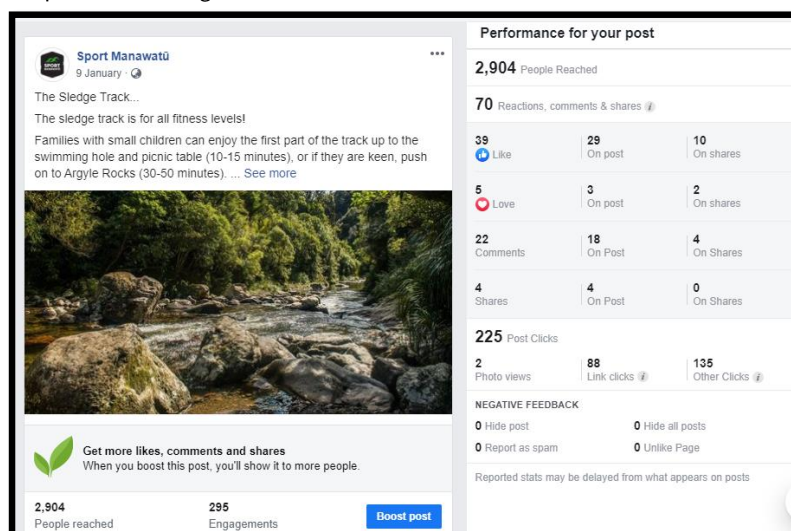 Sport Manawatū
9 January
The Sledge Track...
The sledge track is for all fitness levels!
Families with small children can enjoy the first part of the track up to the
swimming hole and picnic table (10-15 minutes), or if they are keen, push
on to Argyle Rocks (30-50 minutes). ... See more
Get more likes, comments and shares
When you boost this post, you'll show it to more people.
2,904 295
People reached Engagements Boost post
Performance for your post
2,904 People Reached
70 Reactions, comments & shares
39 29 10
Like On post On shares
5 3 2
Love On post On shares
22 18 4
Comments On Post On Shares
4 4 0
Shares On Post On Shares
225 Post Clicks
2 88 135
Photo views Link clicks Other Clicks
NEGATIVE FEEDBACK
0 Hide post 0 Hide all posts
0 Report as spam 0 Unlike Page
Reported stats may be delayed from what appears on posts